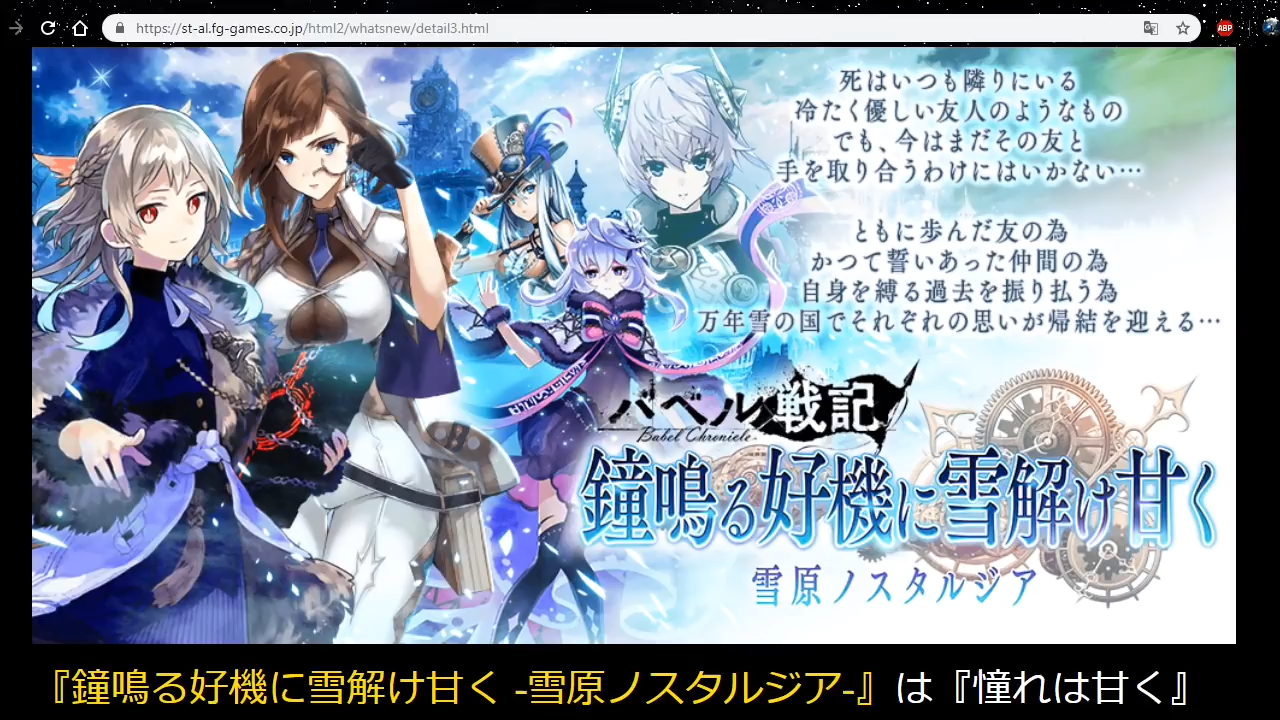 https://st-al.fg-games.co.jp/html2/whatsnew/detail3.html
ABP
死はいつも隣りにいる
冷たく優しい友人のようなもの
でも、今はまだその友と
手を取り合うわけにはいかない…
ともに歩んだ友の為
かつて誓いあった仲間の為
自身を縛る過去を振り払う為
万年雪の国でそれぞれの思いが帰結を迎える…
バベル戦記
Babel Chronicle
鐘鳴る好機に雪解け甘く
雪原ノスタルジア
『鐘鳴る好機に雪解け甘く -雪原ノスタルジア-』は『憧れは甘く』